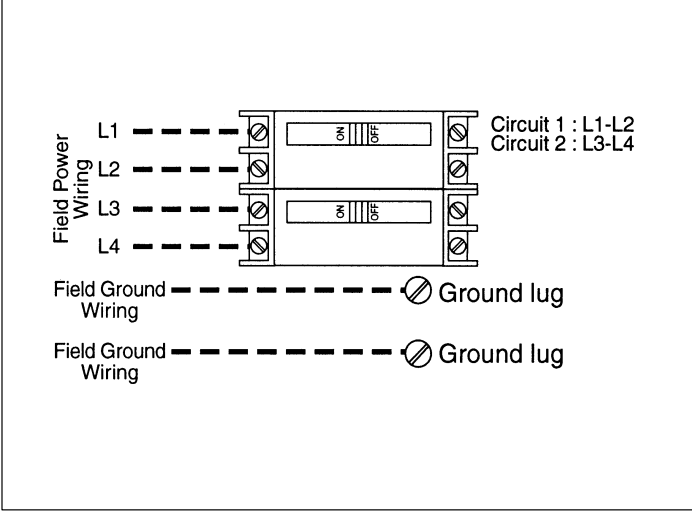 Field Power
Wiring
L1
L2
L3
L4
ON
OFF
ON
OFF
Circuit 1 : L1-L2
Circuit 2 : L3-L4
Field Ground
Wiring
Ground lug
Field Ground
Wiring
Ground lug